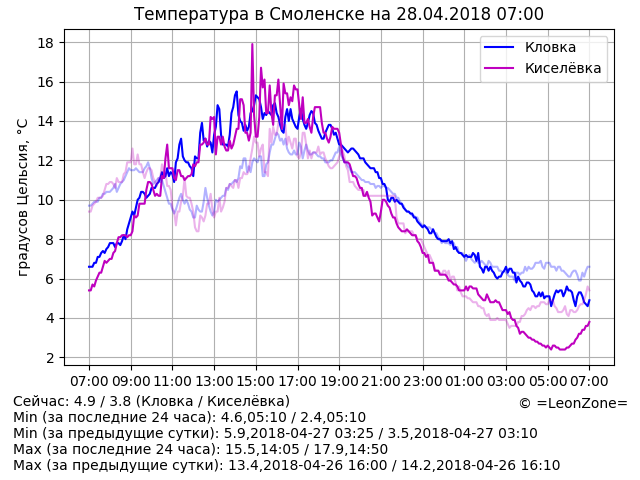 Температура в Смоленске на 28.04.2018 07:00
Кловка
Киселёвка
градусов Цельсия, °C
18
16
14
12
10
8
6
4
2
07:00 09:00 11:00 13:00 15:00 17:00 19:00 21:00 23:00 01:00 03:00 05:00 07:00
Сейчас: 4.9 / 3.8 (Кловка / Киселёвка)
© =LeonZone=
Min (за последние 24 часа): 4.6,05:10 / 2.4,05:10
Min (за предыдущие сутки): 5.9,2018-04-27 03:25 / 3.5,2018-04-27 03:10
Max (за последние 24 часа): 15.5,14:05 / 17.9,14:50
Max (за предыдущие сутки): 13.4,2018-04-26 16:00 / 14.2,2018-04-26 16:10